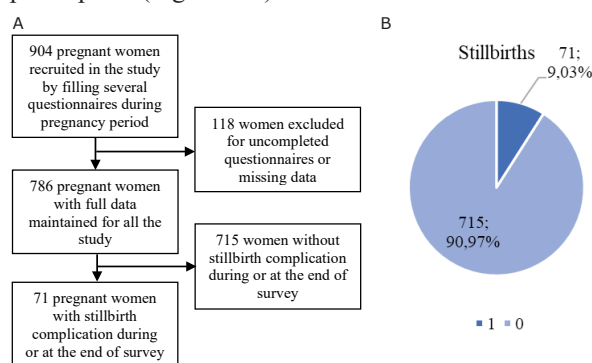 A
904 pregnant women
recruited in the study
by filling several
questionnaires during
pregnancy period
118 women excluded
for uncompleted
questionnaires or
missing data
786 pregnant women
with full data
maintained for all the
study
715 women without
stillbirth complication
during or at the end of
survey
71 pregnant women
with stillbirth
complication during
or at the end of survey
B
Stillbirths
71;
9,03%
715;
90,97%
1 0